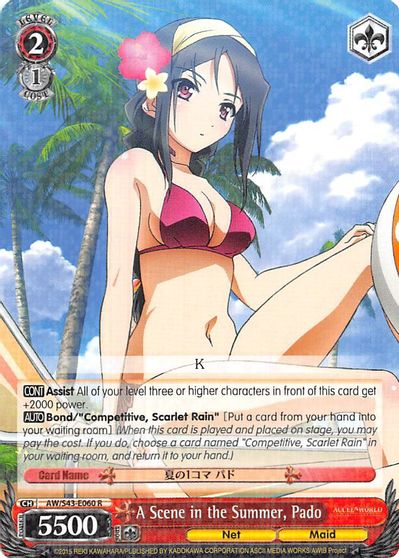 LEVEL
2
1
COST
K
CONT Assist All of your level three or higher characters in front of this card get
+2000 power.
AUTO Bond/"Competitive, Scarlet Rain" [Put a card from your hand into
your waiting room] (When this card is played and placed on stage, you may
pay the cost. If you do, choose a card named "Competitive, Scarlet Rain" in
your waiting room, and return it to your hand.)
Card Name 夏の1コマ パド
CH AW/S43-E060 R
POWER 5500
A Scene in the Summer, Pado
ACCEL WORLD
Net Maid
©2015 REKI KAWAHARA/PUBLISHED BY KADOKAWA CORPORATION ASCII MEDIA WORKS/AWIB Project